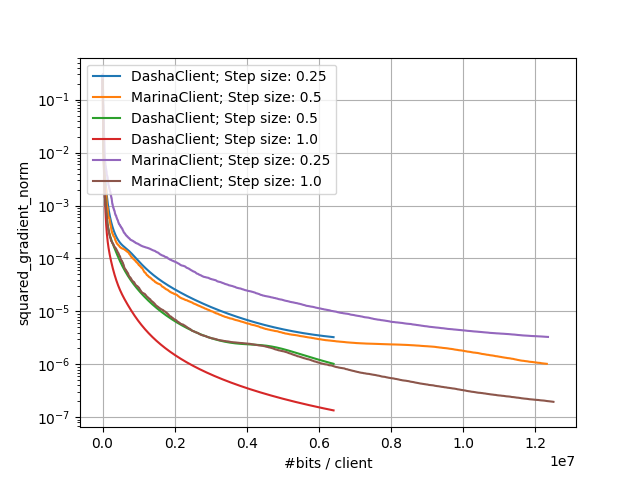 DashaClient; Step size: 0.25
MarinaClient; Step size: 0.5
DashaClient; Step size: 0.5
DashaClient; Step size: 1.0
MarinaClient; Step size: 0.25
MarinaClient; Step size: 1.0
squared_gradient_norm
10⁻¹
10⁻²
10⁻³
10⁻⁴
10⁻⁵
10⁻⁶
10⁻⁷
0.0 0.2 0.4 0.6 0.8 1.0 1.2
1e7
#bits / client